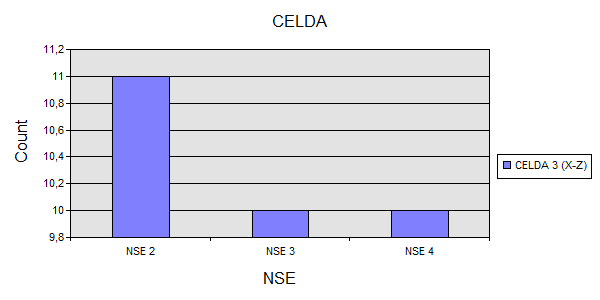 CELDA
11,2
11
10,8
10,6
10,4
10,2
10
9,8
Count
NSE 2
NSE 3
NSE 4
NSE
CELDA 3 (X-Z)